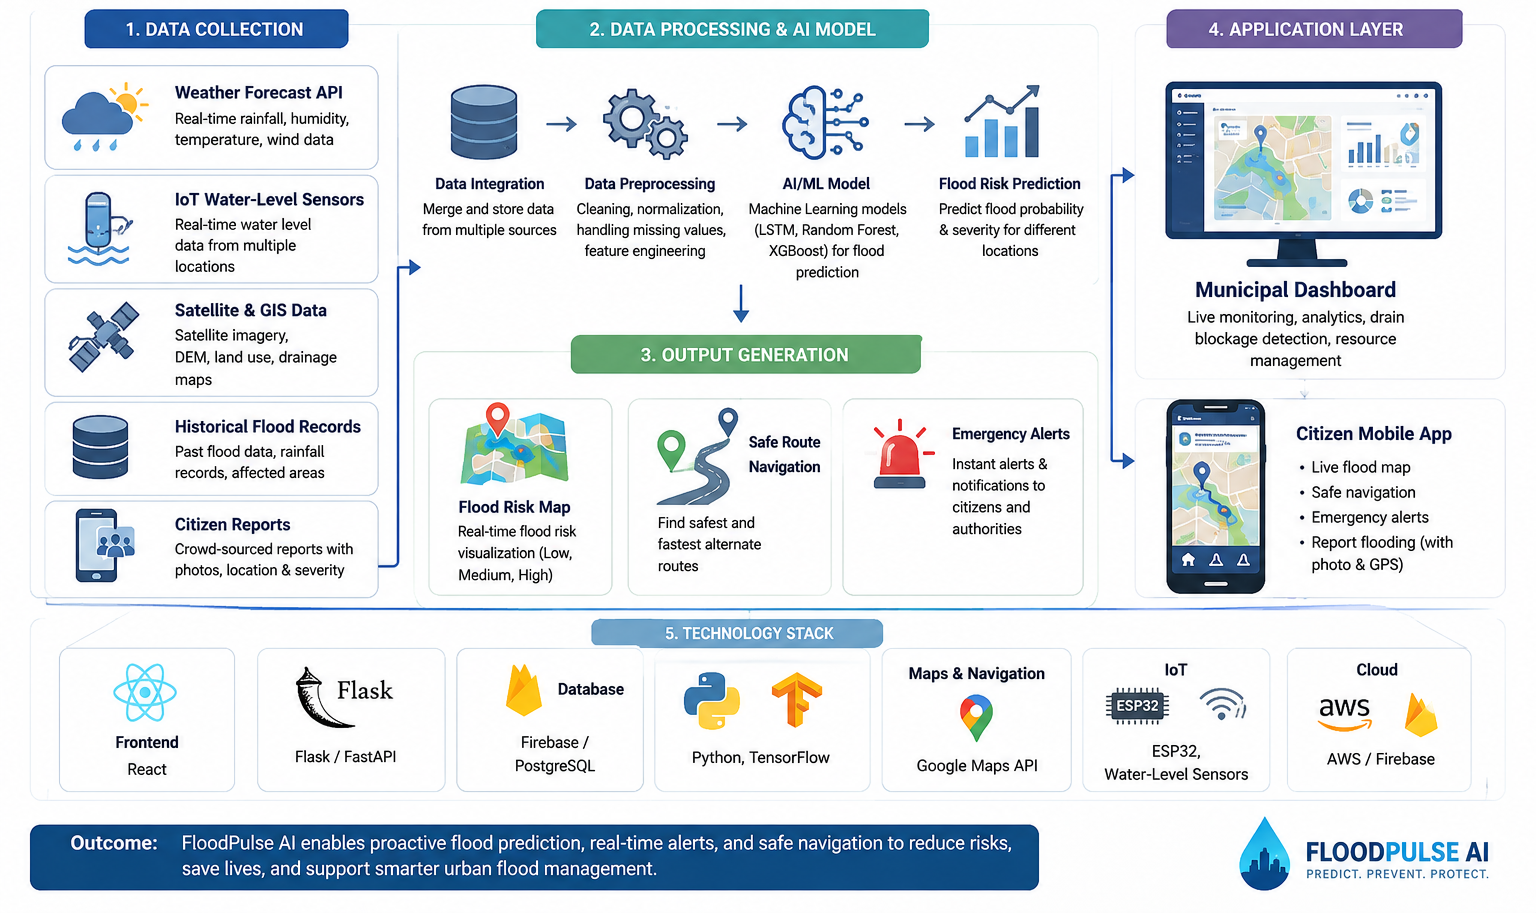 1. DATA COLLECTION
Weather Forecast API
Real-time rainfall, humidity,
temperature, wind data
IoT Water-Level Sensors
Real-time water level
data from multiple
locations
Satellite & GIS Data
Satellite imagery,
DEM, land use, drainage
maps
Historical Flood Records
Past flood data, rainfall
records, affected areas
Citizen Reports
Crowd-sourced reports with
photos, location & severity
2. DATA PROCESSING & AI MODEL
Data Integration
Merge and store data
from multiple sources
Data Preprocessing
Cleaning, normalization,
handling missing values,
feature engineering
AI/ML Model
Machine Learning models
(LSTM, Random Forest,
XGBoost) for flood
prediction
Flood Risk Prediction
Predict flood probability
& severity for different
locations
3. OUTPUT GENERATION
Flood Risk Map
Real-time flood risk
visualization (Low,
Medium, High)
Safe Route
Navigation
Find safest and
fastest alternate
routes
Emergency Alerts
Instant alerts &
notifications to
citizens and
authorities
4. APPLICATION LAYER
Municipal Dashboard
Live monitoring, analytics, drain
blockage detection, resource
management
Citizen Mobile App
• Live flood map
• Safe navigation
• Emergency alerts
• Report flooding (with
photo & GPS)
5. TECHNOLOGY STACK
Frontend
React
Flask
Flask / FastAPI
Database
Firebase /
PostgreSQL
Python, TensorFlow
Maps & Navigation
Google Maps API
IoT
ESP32
ESP32,
Water-Level Sensors
Cloud
aws
AWS / Firebase
Outcome: FloodPulse AI enables proactive flood prediction, real-time alerts, and safe navigation to reduce risks,
save lives, and support smarter urban flood management.
FLOODPULSE AI
PREDICT. PREVENT. PROTECT.